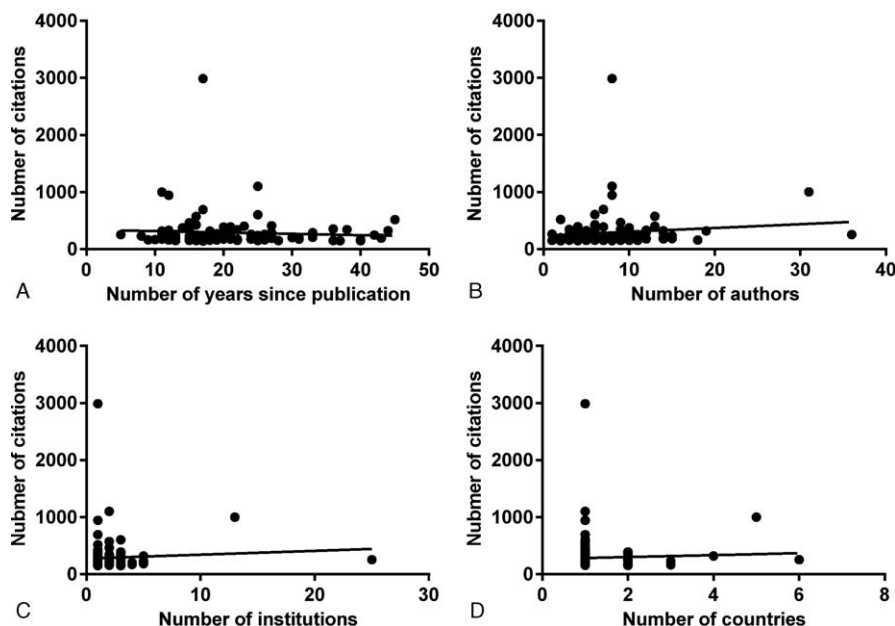 4000
3000
2000
1000
0
Nubmer of citations
0 10 20 30 40 50
A Number of years since publication
4000
3000
2000
1000
0
Nubmer of citations
0 10 20 30 40
B Number of authors
4000
3000
2000
1000
0
Nubmer of citations
0 10 20 30
C Number of institutions
4000
3000
2000
1000
0
Nubmer of citations
0 2 4 6 8
D Number of countries